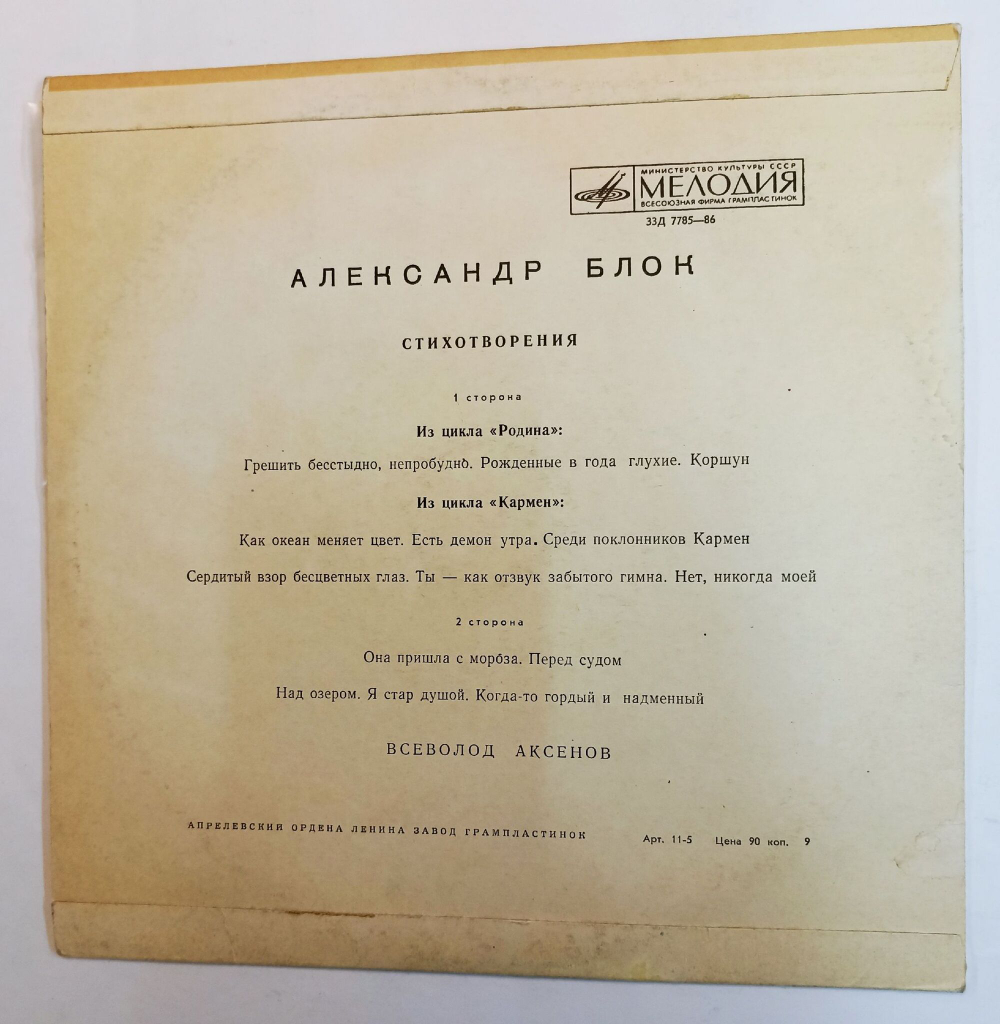 МИНИСТЕРСТВО КУЛЬТУРЫ СССР
МЕЛОДИЯ
ВСЕСОЮЗНАЯ ФИРМА ГРАМПЛАСТИНОК
33Д 7785—86
АЛЕКСАНДР БЛОК
СТИХОТВОРЕНИЯ
1 сторона
Из цикла «Родина»:
Грешить бесстыдно, непробудно. Рожденные в года глухие. Коршун
Из цикла «Кармен»:
Как океан меняет цвет. Есть демон утра. Среди поклонников Кармен
Сердитый взор бесцветных глаз. Ты — как отзвук забытого гимна. Нет, никогда моей
2 сторона
Она пришла с мороза. Перед судом
Над озером. Я стар душой. Когда-то гордый и надменный
ВСЕВОЛОД АКСЕНОВ
АПРЕЛЕВСКИЙ ОРДЕНА ЛЕНИНА ЗАВОД ГРАМПЛАСТИНОК Арт. 11-5 Цена 90 коп. 9